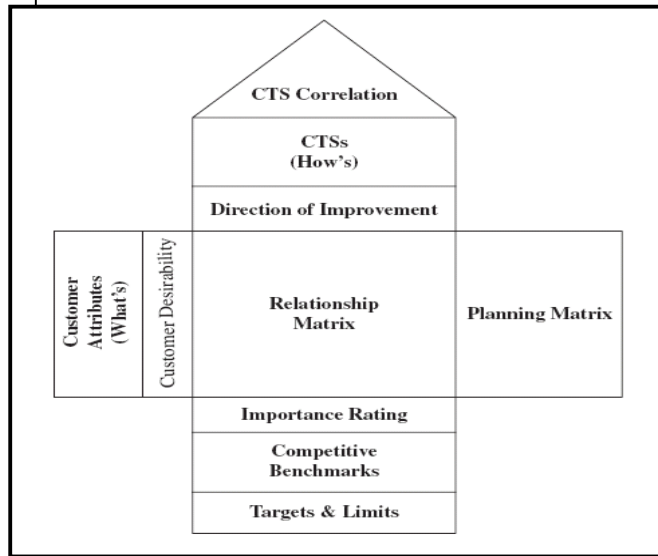 CTS Correlation
CTSs
(How's)
Direction of Improvement
Customer
Attributes
(What's)
Customer Desirability
Relationship
Matrix
Planning Matrix
Importance Rating
Competitive
Benchmarks
Targets & Limits